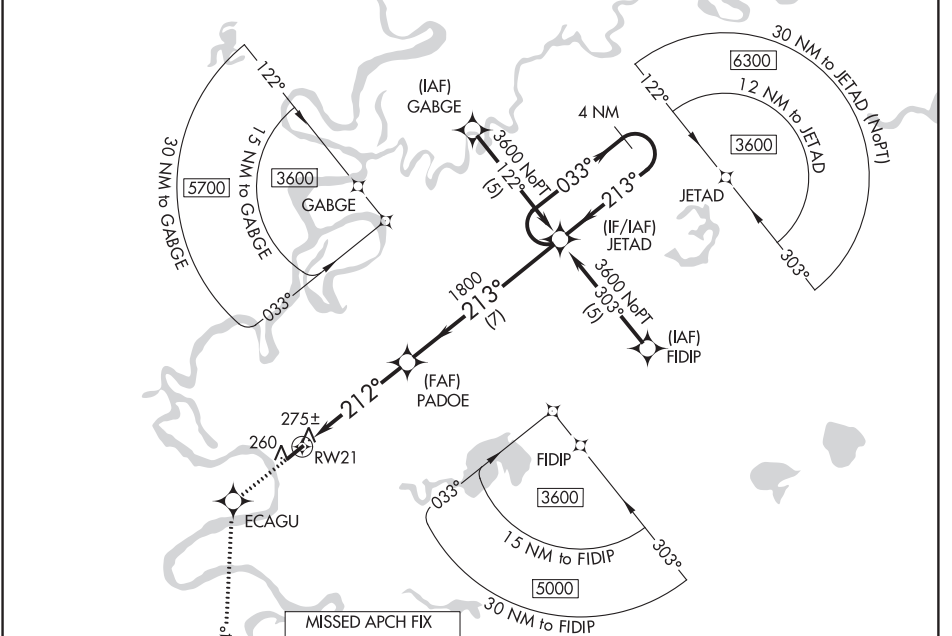 30 NM to JETAD (NoPT)
6300
122°
12 NM to JETAD
3600
JETAD
303°
122°
30 NM to GABGE
15 NM to GABGE
5700
3600
GABGE
033°
(IAF)
GABGE
4 NM
3600 NoPT
122°
(5)
033°
213°
(IF/IAF)
JETAD
3600 NoPT
303°
(5)
(IAF)
FIDIP
1800
213°
(7)
(FAF)
PADOE
212°
275±
260
RW21
ECAGU
FIDIP
033°
3600
15 NM to FIDIP
303°
5000
30 NM to FIDIP
MISSED APCH FIX